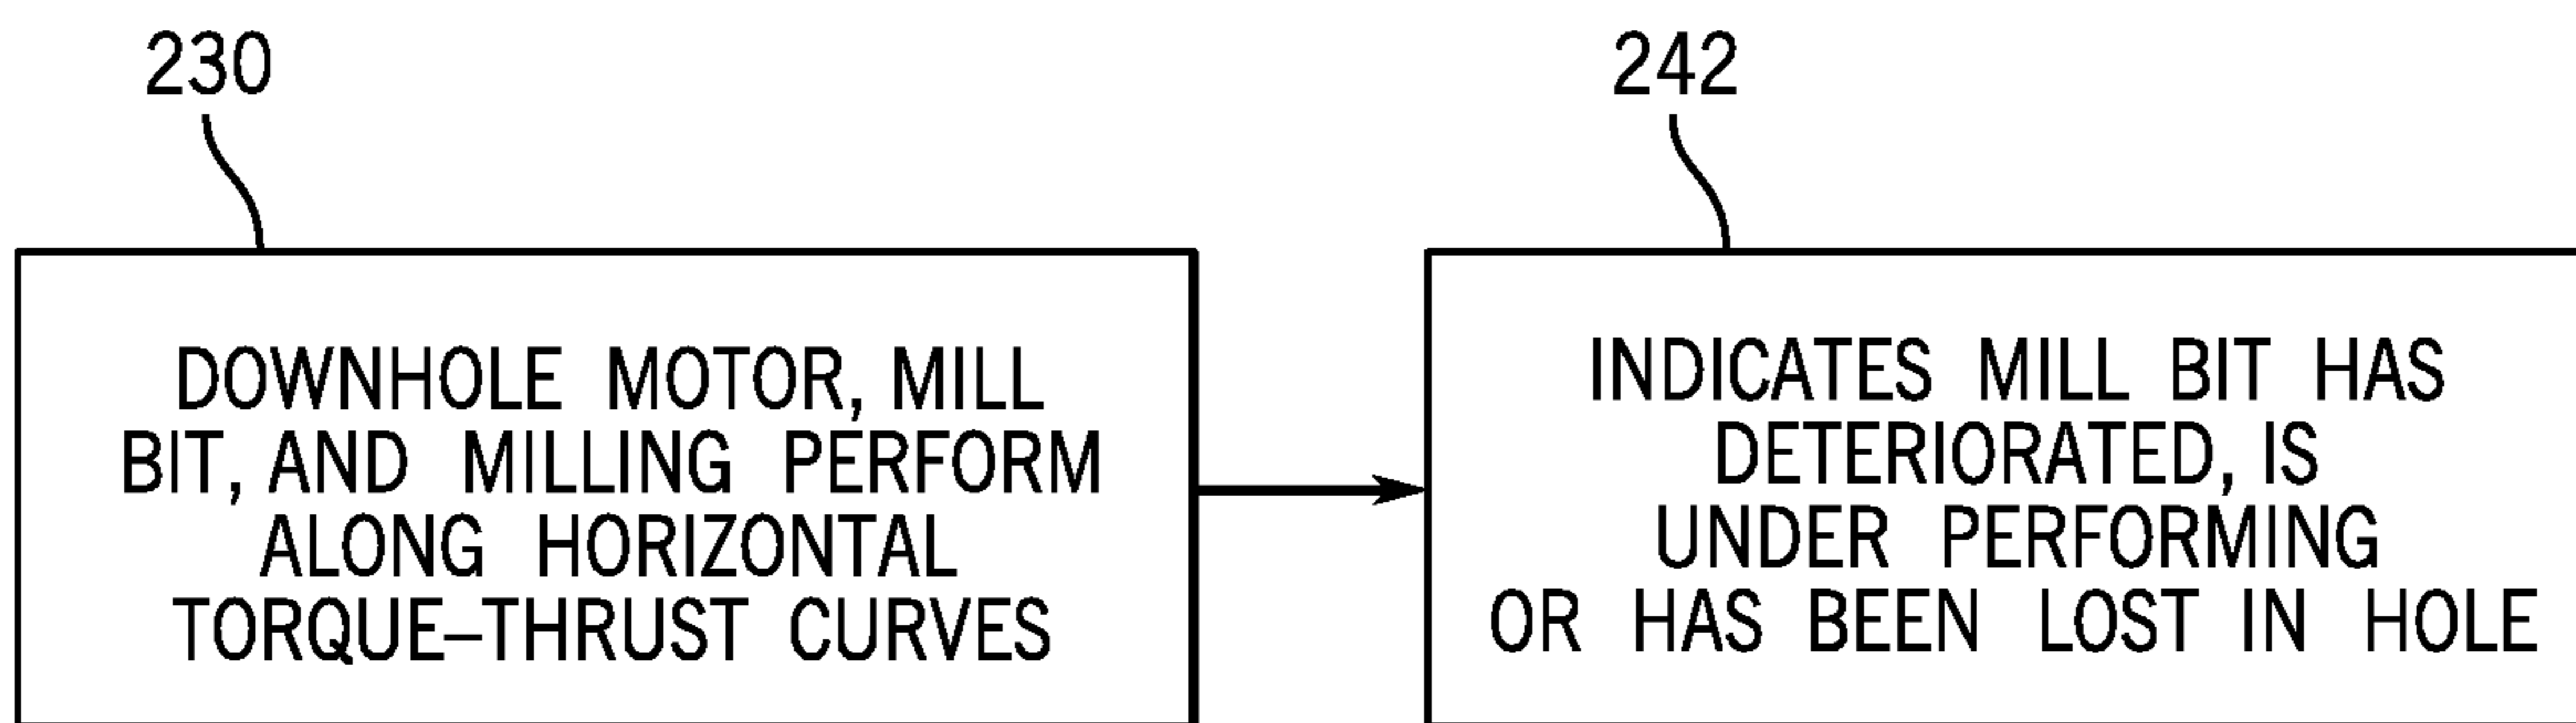 230
DOWNHOLE MOTOR, MILL
BIT, AND MILLING PERFORM
ALONG HORIZONTAL
TORQUE–THRUST CURVES
242
INDICATES MILL BIT HAS
DETERIORATED, IS
UNDER PERFORMING
OR HAS BEEN LOST IN HOLE